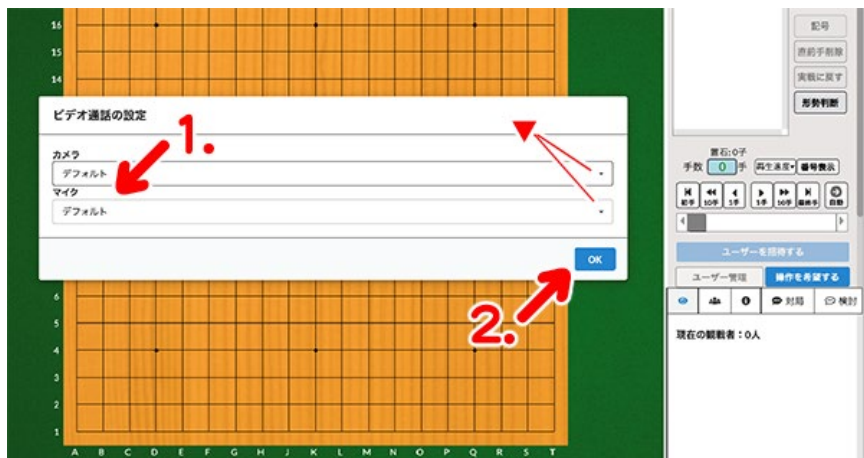 16
15
14
ビデオ通話の設定
1.
カメラ
デフォルト
マイク
デフォルト
OK
2.
6
5
4
3
2
1
A B C D E F G H J K L M N O P Q R S T
記号
直前手削除
実戦に戻す
形勢判断
置石:0子
手数 0 手 再生速度 番号表示
初手 10手 1手 1手 10手 最終手 自動
ユーザーを招待する
ユーザー管理 操作を希望する
対局 検討
現在の観戦者:0人